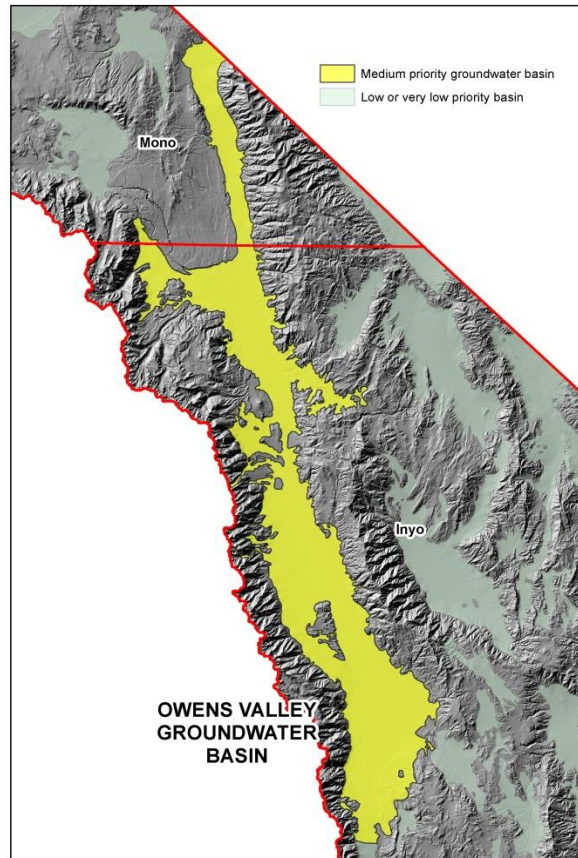 Medium priority groundwater basin
Low or very low priority basin
Mono
Inyo
OWENS VALLEY
GROUNDWATER
BASIN